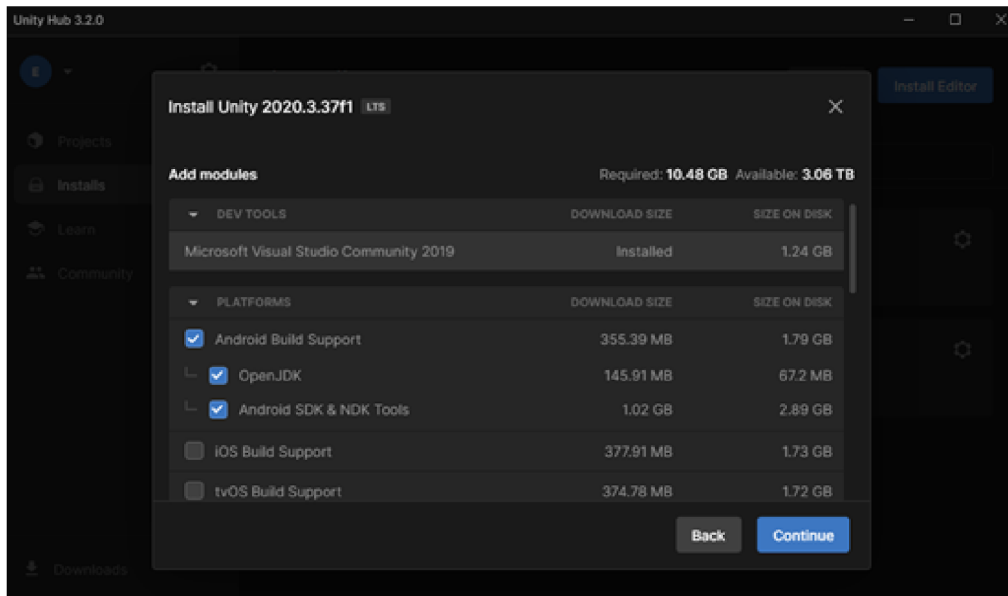 Unity Hub 3.2.0
E
Install Editor
Install Unity 2020.3.37f1 LTS
Projects
Installs
Learn
Community
Downloads
Add modules Required: 10.48 GB Available: 3.06 TB
DEV TOOLS DOWNLOAD SIZE SIZE ON DISK
Microsoft Visual Studio Community 2019 Installed 1.24 GB
PLATFORMS DOWNLOAD SIZE SIZE ON DISK
Android Build Support 355.39 MB 1.79 GB
OpenJDK 145.91 MB 67.2 MB
Android SDK & NDK Tools 1.02 GB 2.89 GB
iOS Build Support 377.91 MB 1.73 GB
tvOS Build Support 374.78 MB 1.72 GB
Back Continue